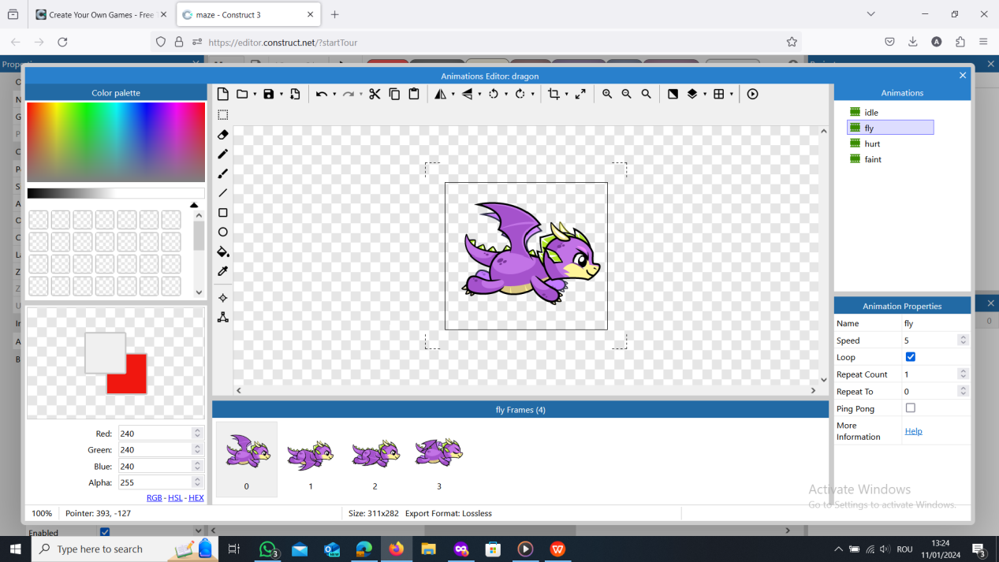 Create Your Own Games - Free
maze - Construct 3
https://editor.construct.net/?startTour
Animations Editor: dragon
Color palette
Animations
idle
fly
hurt
faint
Animation Properties
Name fly
Speed 5
Loop
Repeat Count 1
Repeat To 0
Ping Pong
More
Information
Help
fly Frames (4)
0 1 2 3
Red: 240
Green: 240
Blue: 240
Alpha: 255
RGB - HSL - HEX
100% Pointer: 393, -127 Size: 311x282 Export Format: Lossless
Activate Windows
Go to Settings to activate Windows.
Enabled
Type here to search
3
NEW
ROU
13:24
11/01/2024
3